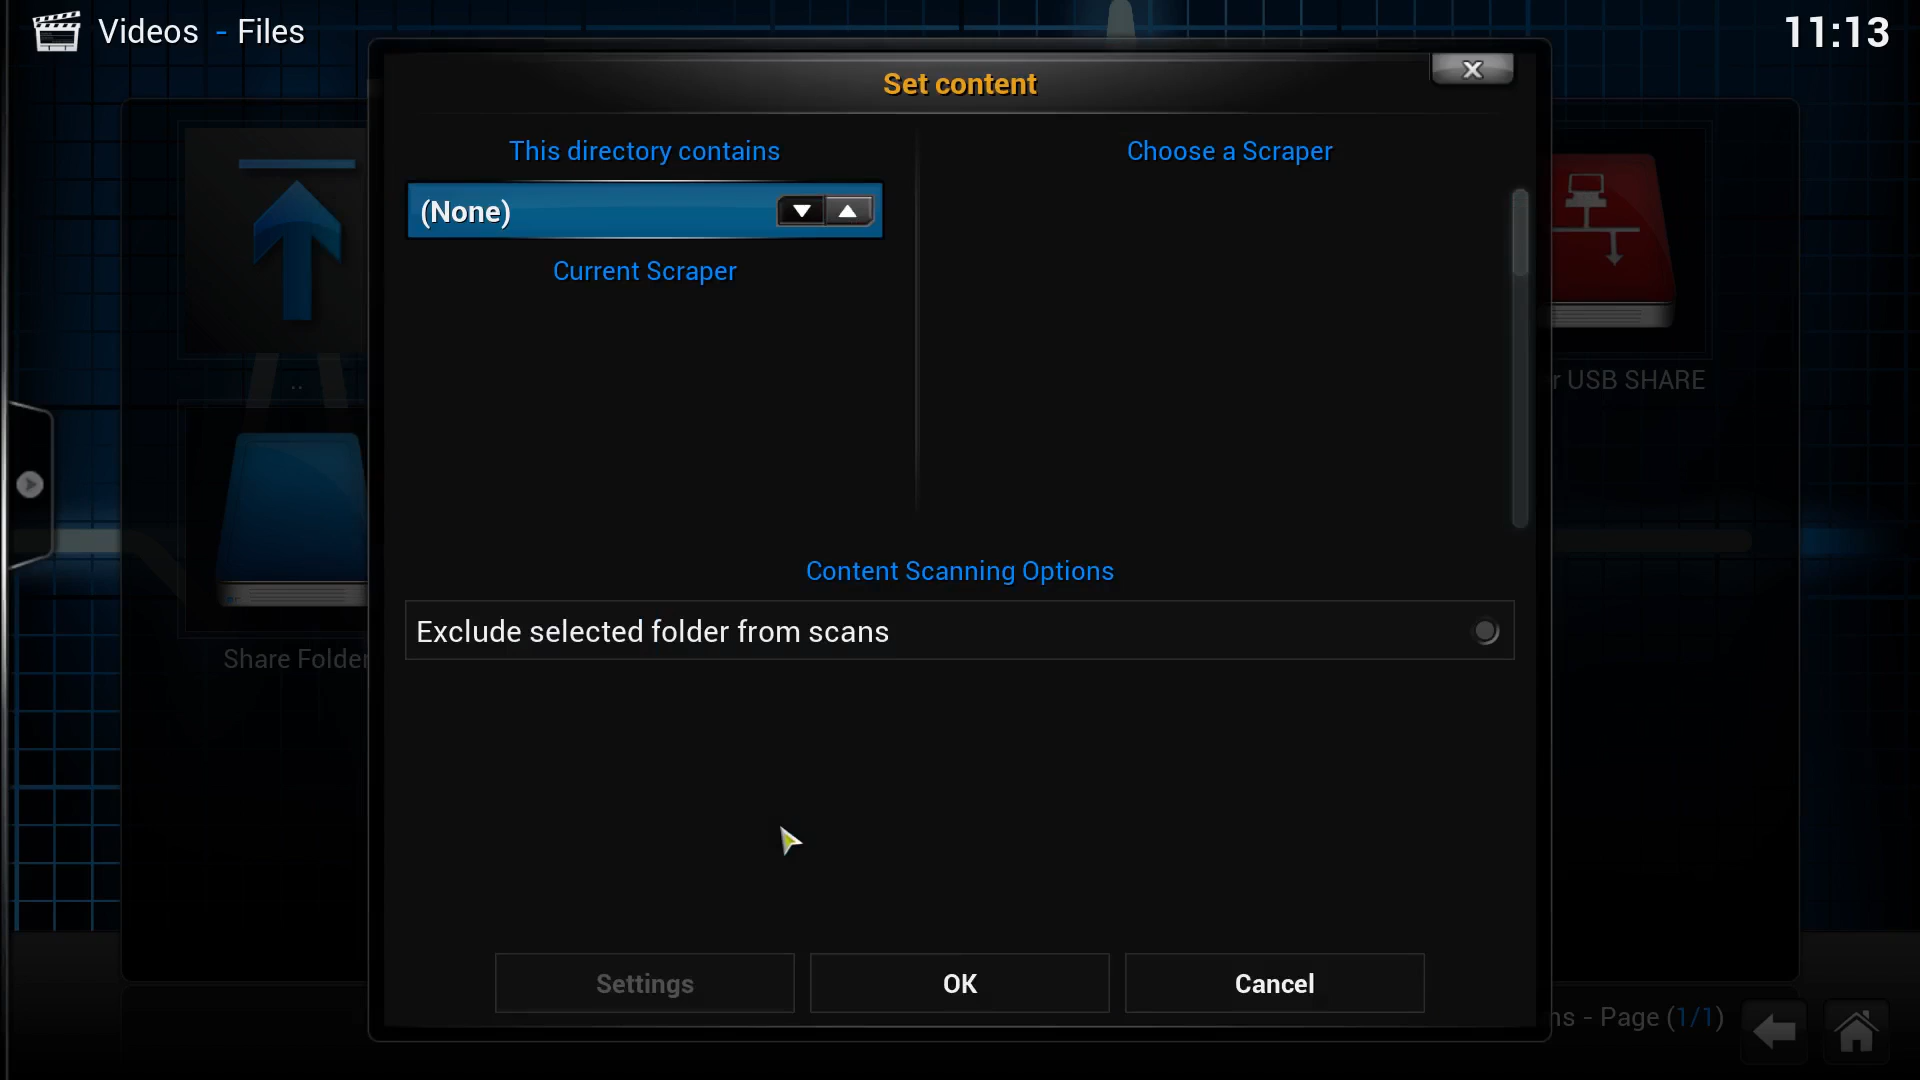 Videos - Files
11:13
Set content
This directory contains
Choose a Scraper
(None)
Current Scraper
..
r USB SHARE
Content Scanning Options
Exclude selected folder from scans
Share Folder
Settings
OK
Cancel
ns - Page (1/1)